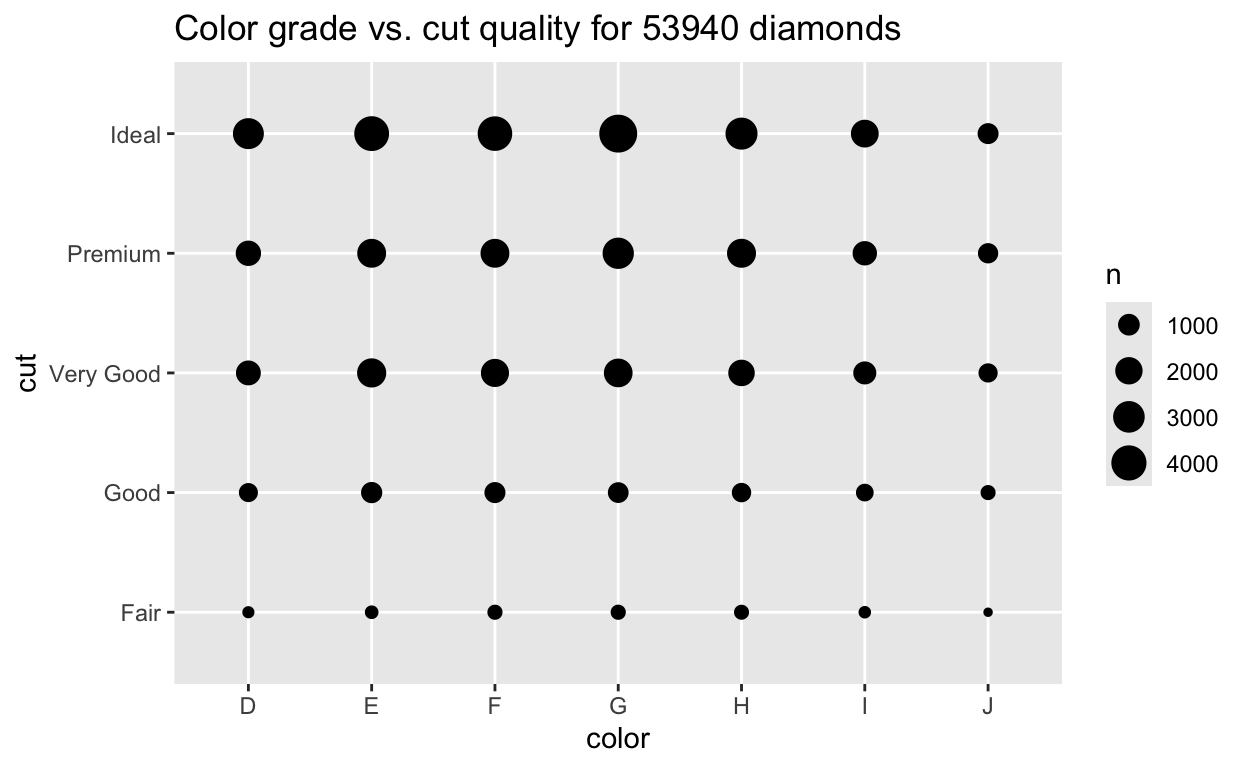 Color grade vs. cut quality for 53940 diamonds
cut
Ideal
Premium
Very Good
Good
Fair
D E F G H I J
color
n
1000
2000
3000
4000